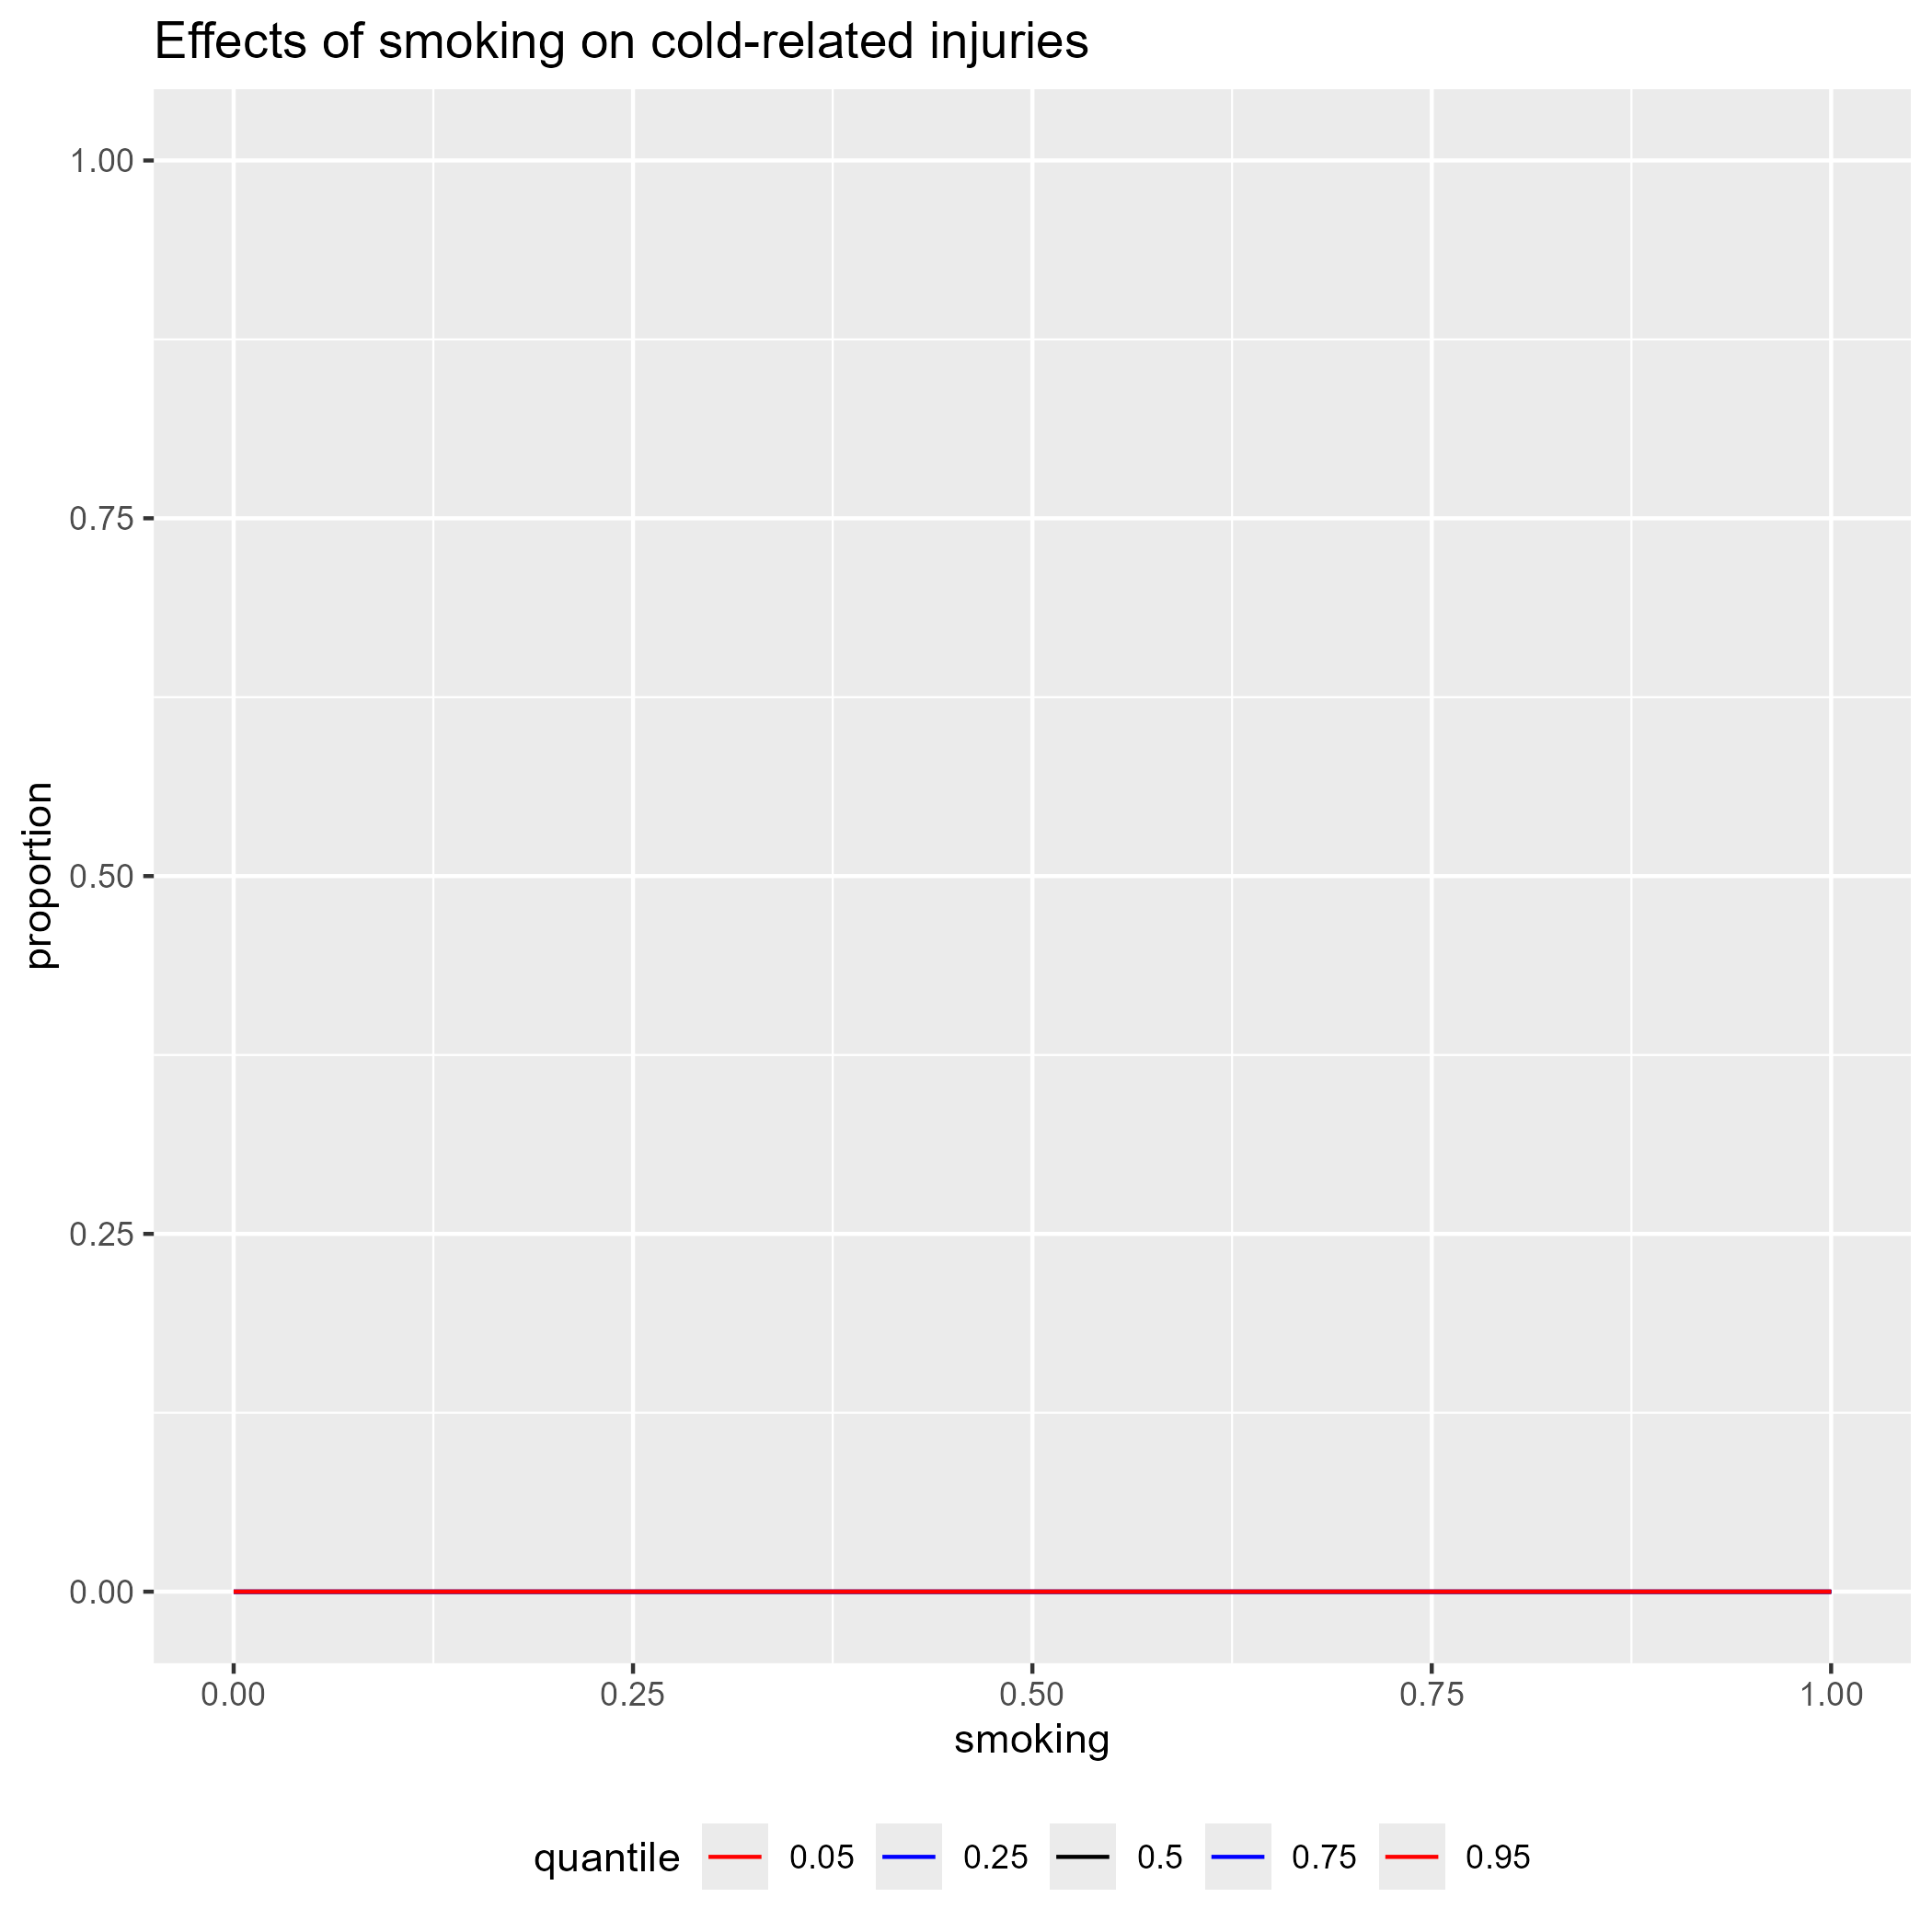 Effects of smoking on cold-related injuries
1.00
0.75
0.50
0.25
0.00
proportion
0.00 0.25 0.50 0.75 1.00
smoking
quantile 0.05 0.25 0.5 0.75 0.95